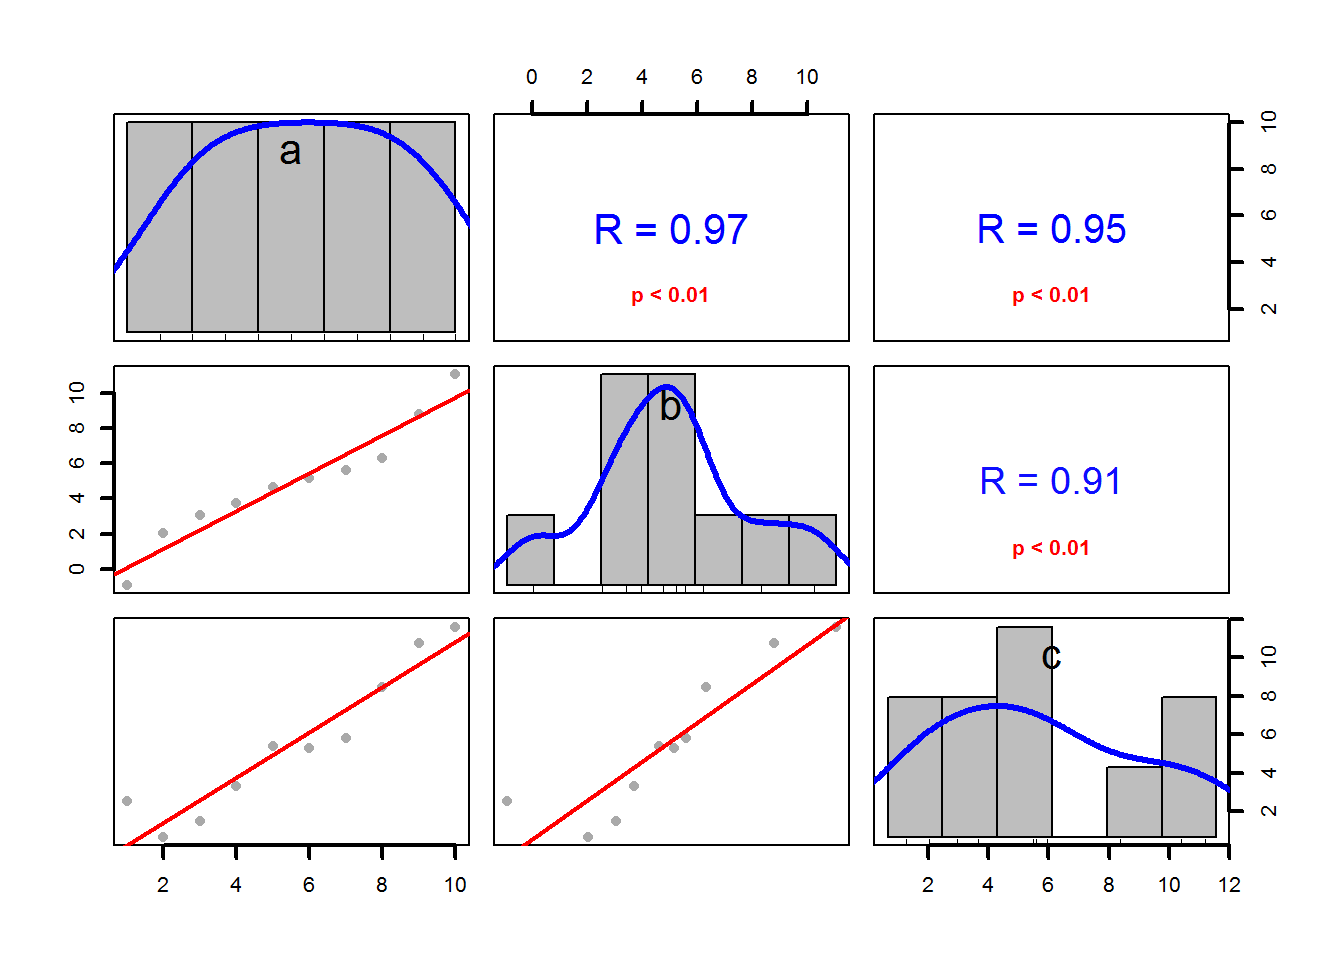 0 2 4 6 8 10
a
R = 0.97
p < 0.01
R = 0.95
p < 0.01
2 4 6 8 10
0 2 4 6 8 10
b
R = 0.91
p < 0.01
c
2 4 6 8 10
2 4 6 8 10
2 4 6 8 10 12